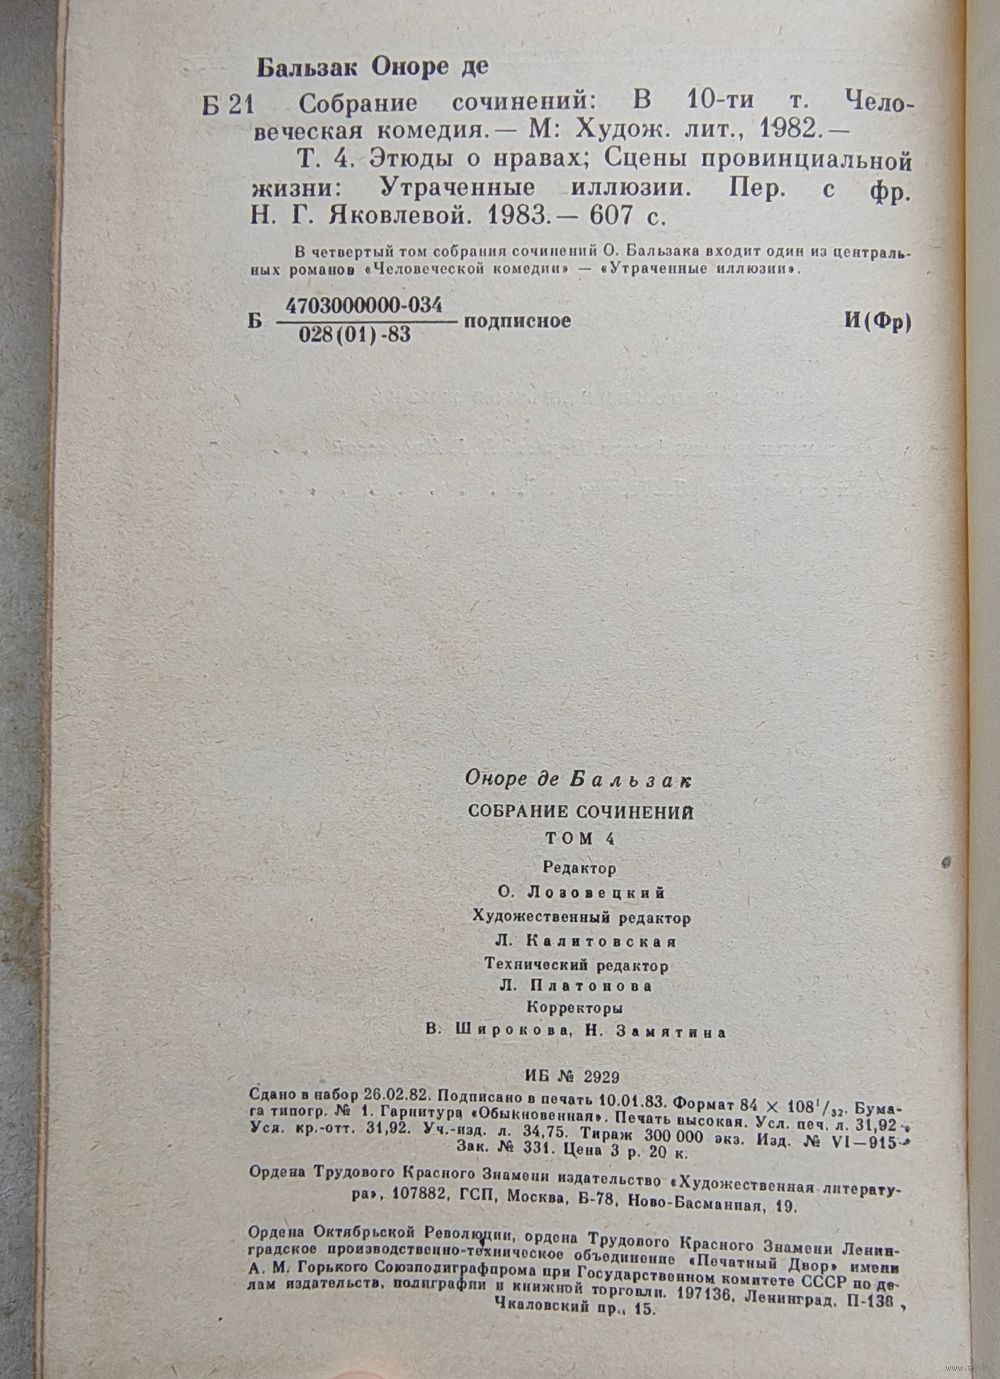 Бальзак Оноре де
Б 21 Собрание сочинений: В 10-ти т. Чело-
веческая комедия.— М: Худож. лит., 1982.—
Т. 4. Этюды о нравах; Сцены провинциальной
жизни: Утраченные иллюзии. Пер. с фр.
Н. Г. Яковлевой. 1983.— 607 с.
В четвертый том собрания сочинений О. Бальзака входит один из централь-
ных романов «Человеческой комедии» — «Утраченные иллюзии».
4703000000-034
Б подписное И(Фр)
028(01)-83
Оноре де Бальзак
СОБРАНИЕ СОЧИНЕНИЙ
ТОМ 4
Редактор
О. Лозовецкий
Художественный редактор
Л. Калитовская
Технический редактор
Л. Платонова
Корректоры
В. Широкова, Н. Замятина
ИБ № 2929
Сдано в набор 26.02.82. Подписано в печать 10.01.83. Формат 84 × 108¹/₃₂. Бума-
га типогр. № 1. Гарнитура «Обыкновенная». Печать высокая. Усл. печ. л. 31,92.
Усл. кр.-отт. 31,92. Уч.-изд. л. 34,75. Тираж 300 000 экз. Изд. № VI—915.
Зак. № 331. Цена 3 р. 20 к.
Ордена Трудового Красного Знамени издательство «Художественная литерату-
ра», 107882, ГСП, Москва, Б-78, Ново-Басманная, 19.
Ордена Октябрьской Революции, ордена Трудового Красного Знамени Ленин-
градское производственно-техническое объединение «Печатный Двор» имени
А. М. Горького Союзполиграфпрома при Государственном комитете СССР по де-
лам издательств, полиграфии и книжной торговли. 197136, Ленинград, П-136,
Чкаловский пр., 15.